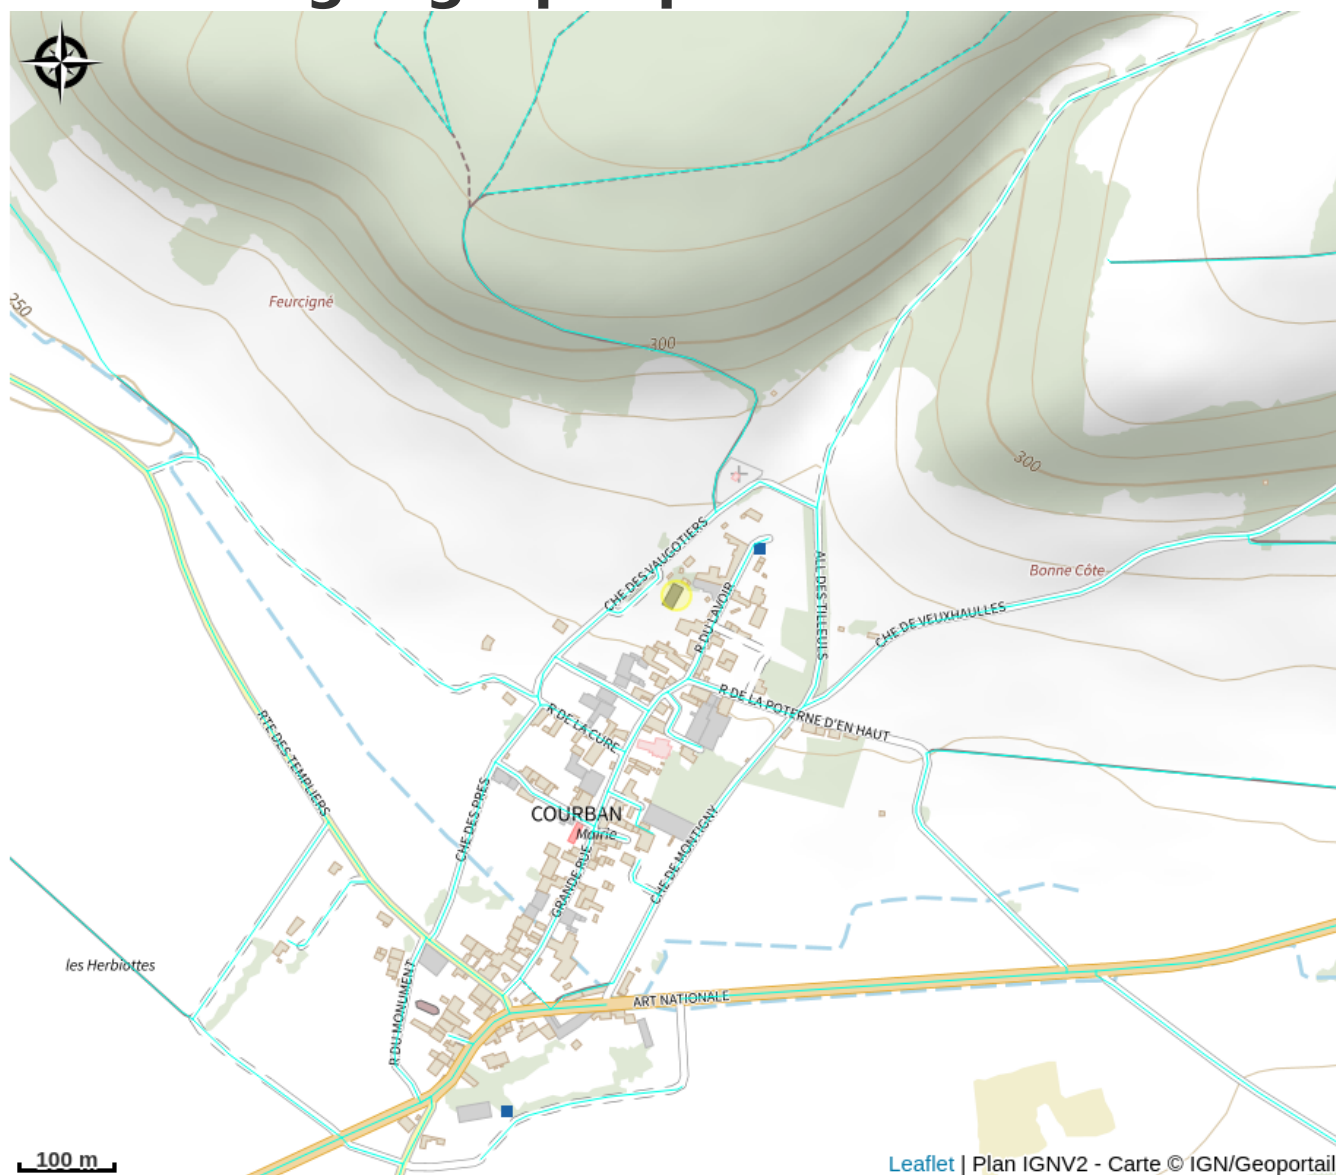 Feurcigné
250
300
300
CHE DES VAUGOTIERS
Bonne Côte
ALL DES TILLEULS
R DU LAVOIR
CHE DE VEUXHAULLES
R DE LA POTERNE D'EN HAUT
R DE LA CURE
RTE DES TEMPLIERS
CHE DES PRES
COURBAN
Mairie
CHE DE MONTIGNY
GRANDE RUE
les Herbiottes
R DU MONUMENT
ART NATIONALE
100 m
Leaflet | Plan IGNV2 - Carte © IGN/Geoportail